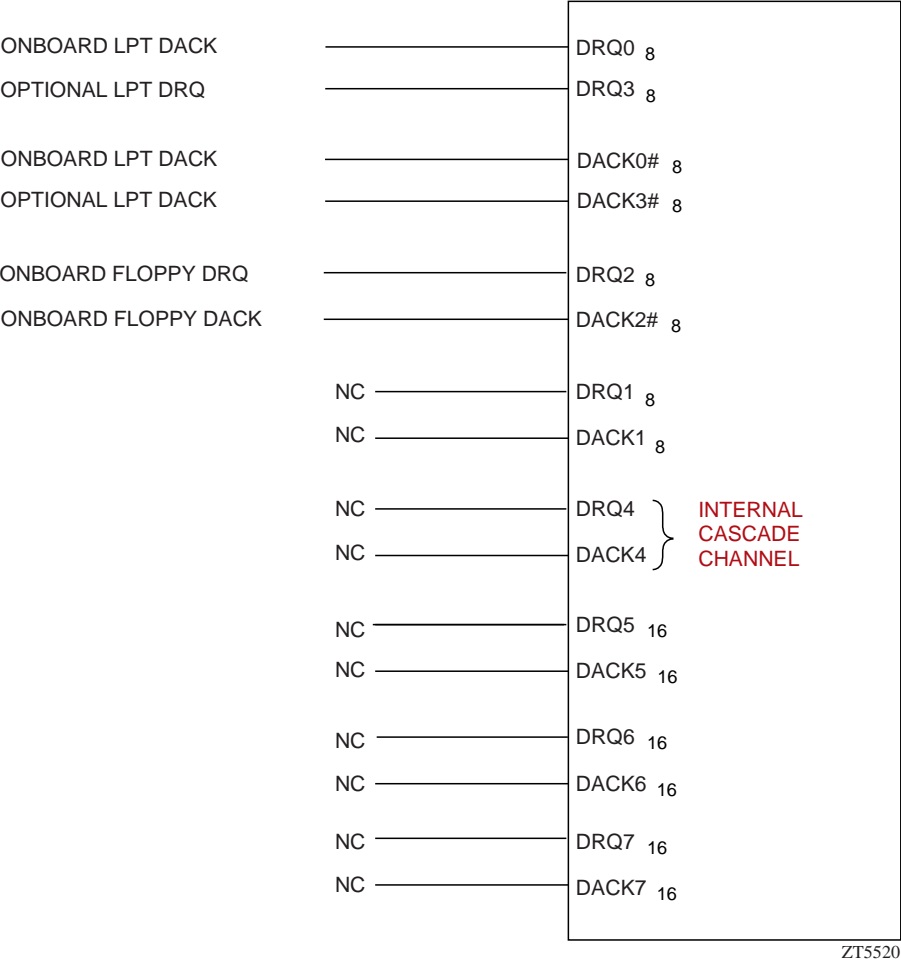 ONBOARD LPT DACK DRQ0 8
OPTIONAL LPT DRQ DRQ3 8
ONBOARD LPT DACK DACK0# 8
OPTIONAL LPT DACK DACK3# 8
ONBOARD FLOPPY DRQ DRQ2 8
ONBOARD FLOPPY DACK DACK2# 8
NC DRQ1 8
NC DACK1 8
NC DRQ4
NC DACK4
INTERNAL
CASCADE
CHANNEL
NC DRQ5 16
NC DACK5 16
NC DRQ6 16
NC DACK6 16
NC DRQ7 16
NC DACK7 16
ZT5520